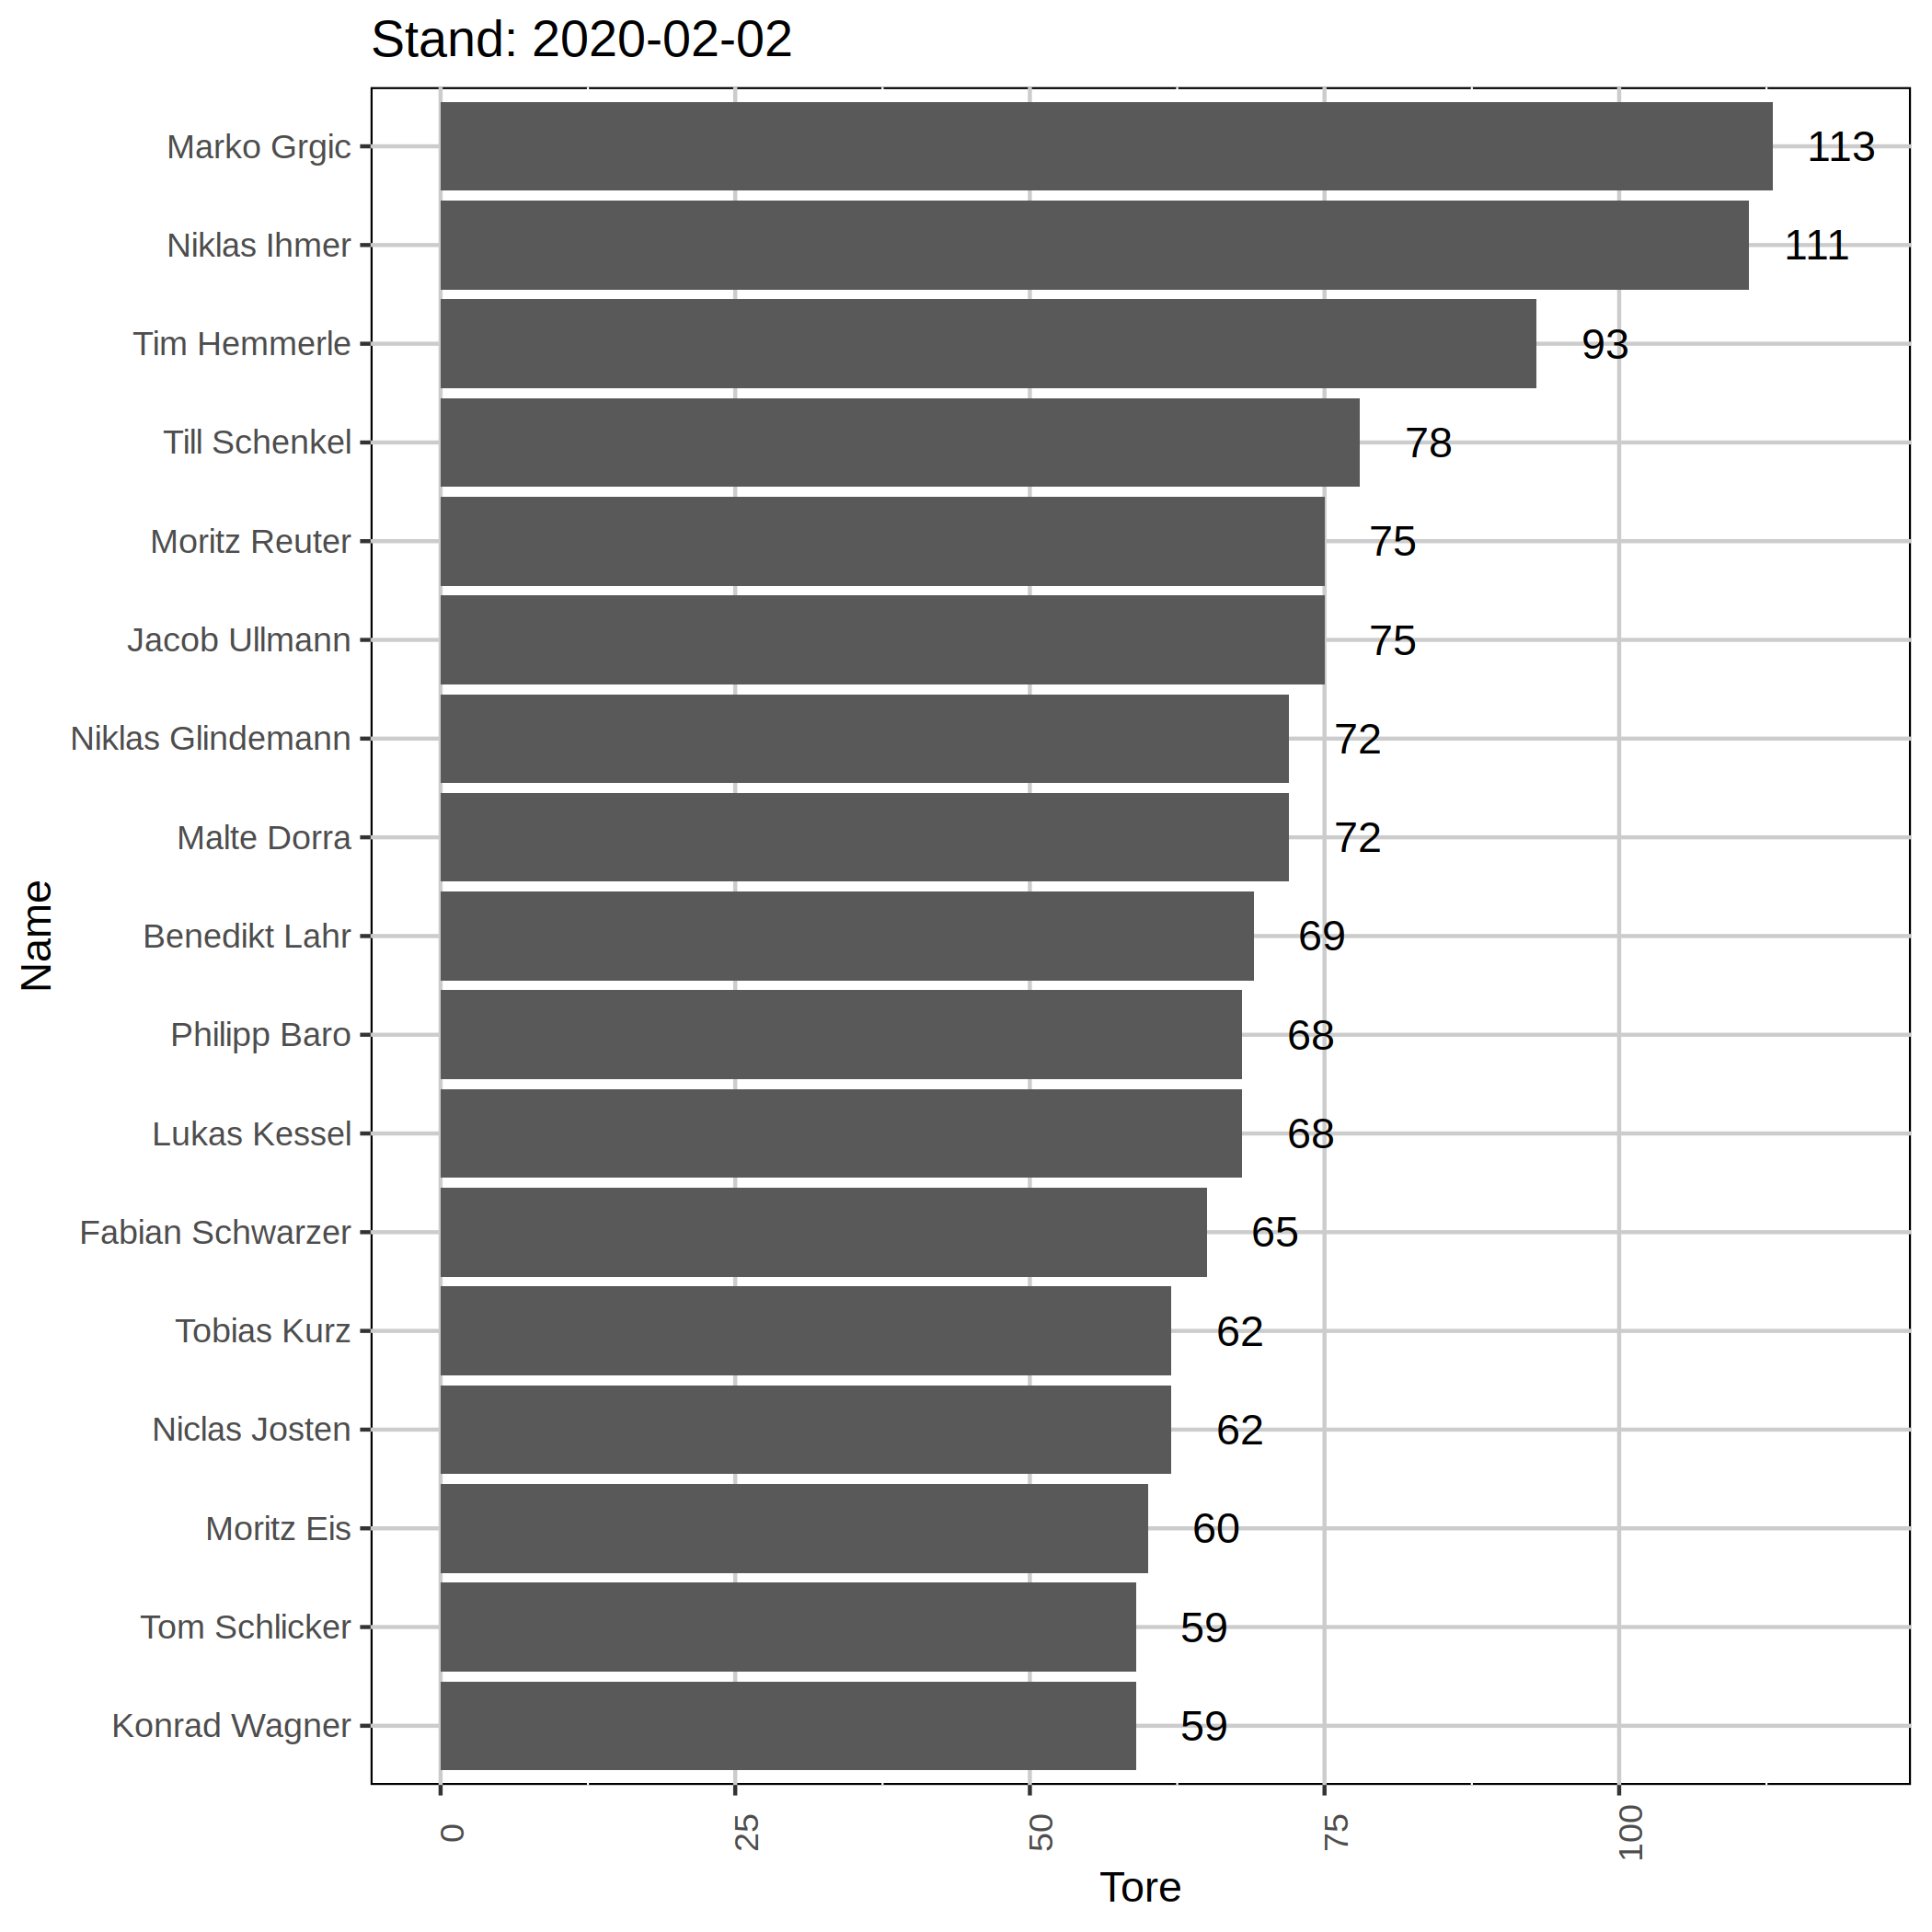 Stand: 2020-02-02
Marko Grgic 113
Niklas Ihmer 111
Tim Hemmerle 93
Till Schenkel 78
Moritz Reuter 75
Jacob Ullmann 75
Niklas Glindemann 72
Malte Dorra 72
Benedikt Lahr 69
Philipp Baro 68
Lukas Kessel 68
Fabian Schwarzer 65
Tobias Kurz 62
Niclas Josten 62
Moritz Eis 60
Tom Schlicker 59
Konrad Wagner 59
Name
0 25 50 75 100
Tore